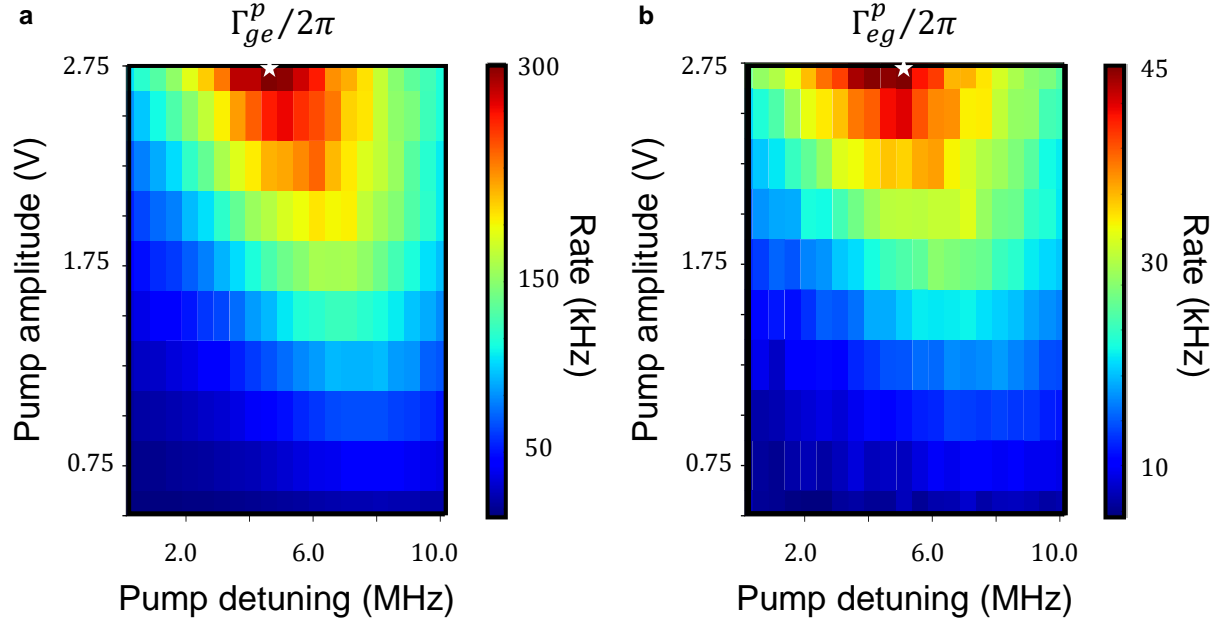 a
Γᵖ_ge/2π
Pump amplitude (V)
2.75
1.75
0.75
2.0 6.0 10.0
Pump detuning (MHz)
300
150
50
Rate (kHz)
b
Γᵖ_eg/2π
Pump amplitude (V)
2.75
1.75
0.75
2.0 6.0 10.0
Pump detuning (MHz)
45
30
10
Rate (kHz)